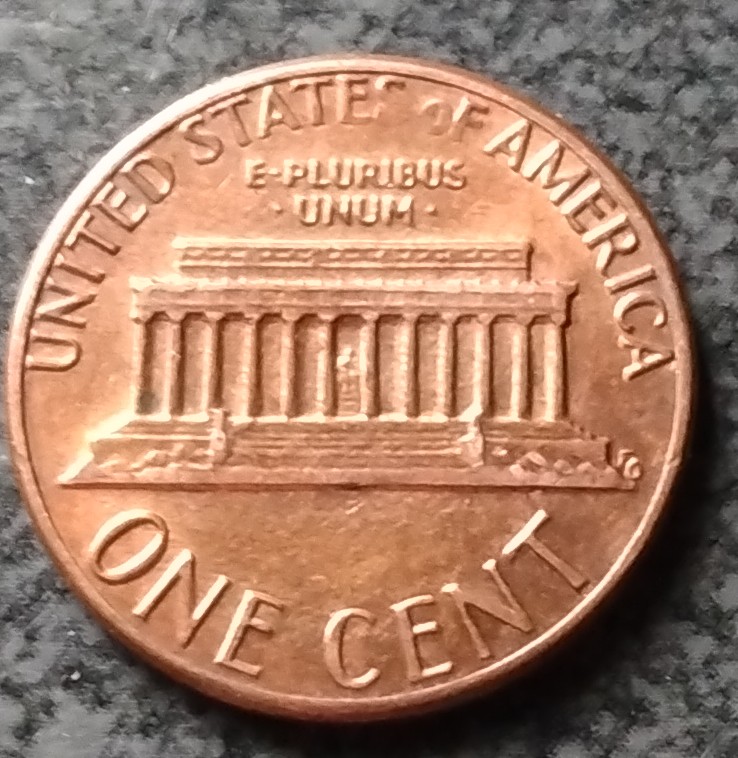 UNITED STATES OF AMERICA
E·PLURIBUS
·UNUM·
ONE CENT